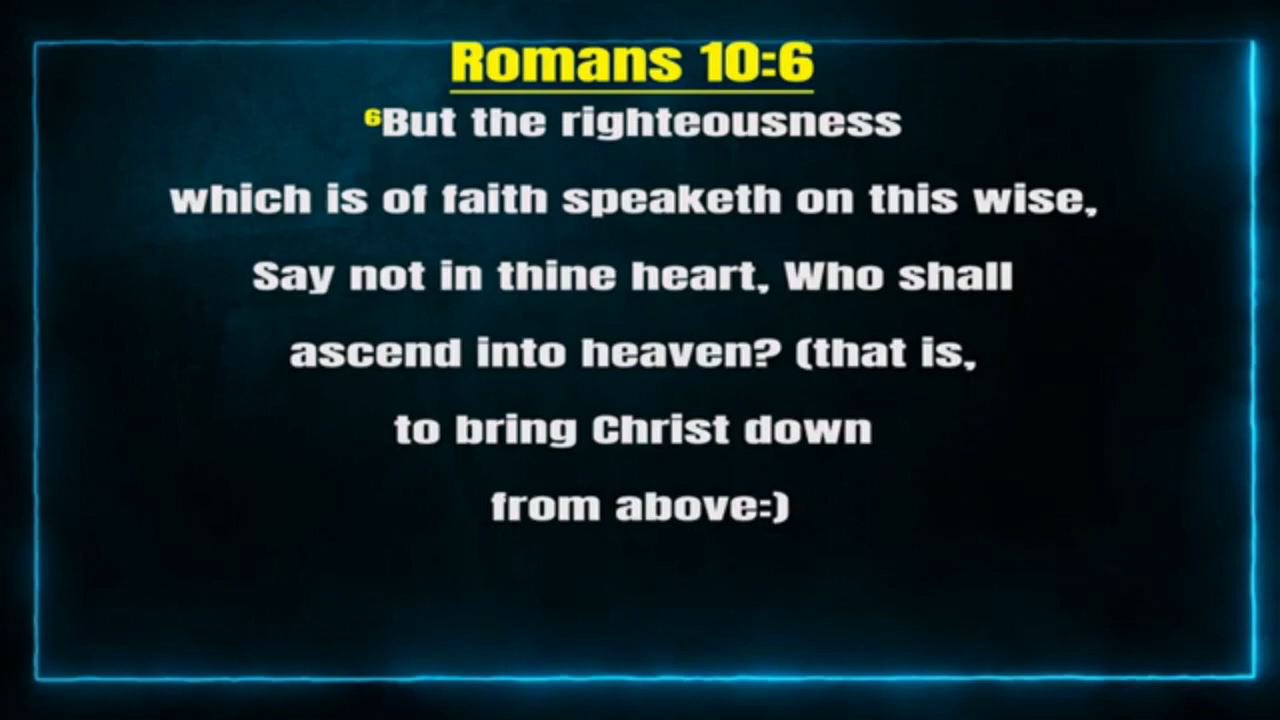 Romans 10:6
6But the righteousness
which is of faith speaketh on this wise,
Say not in thine heart, Who shall
ascend into heaven? (that is,
to bring Christ down
from above:)